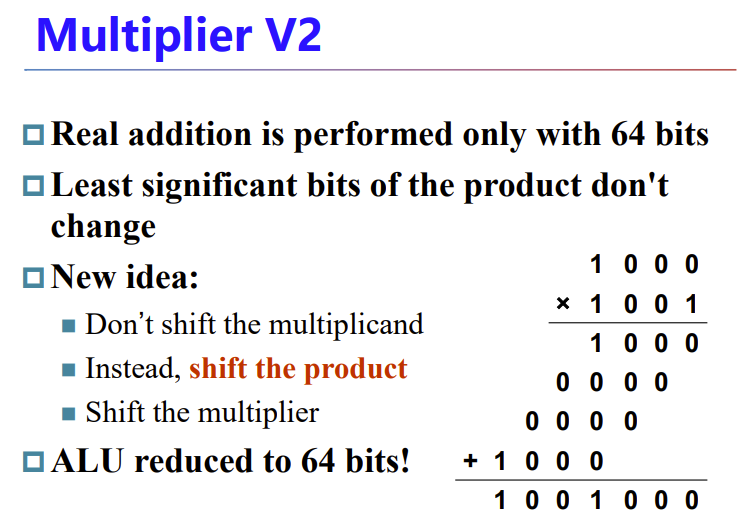 Multiplier V2
Real addition is performed only with 64 bits
Least significant bits of the product don't
change
New idea:
Don’t shift the multiplicand
Instead, shift the product
Shift the multiplier
ALU reduced to 64 bits!
1 0 0 0
× 1 0 0 1
1 0 0 0
0 0 0 0
0 0 0 0
+ 1 0 0 0
1 0 0 1 0 0 0